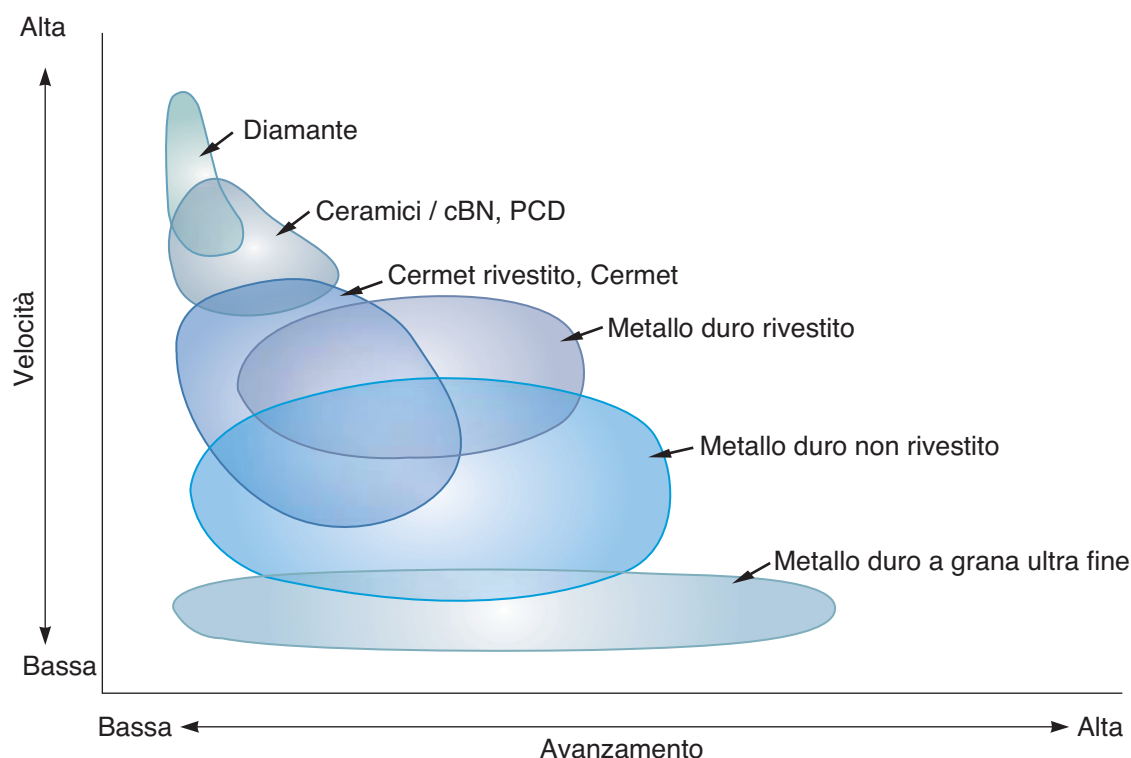 Alta
Diamante
Ceramici / cBN, PCD
Cermet rivestito, Cermet
Metallo duro rivestito
Velocità
Metallo duro non rivestito
Metallo duro a grana ultra fine
Bassa
Bassa
Alta
Avanzamento